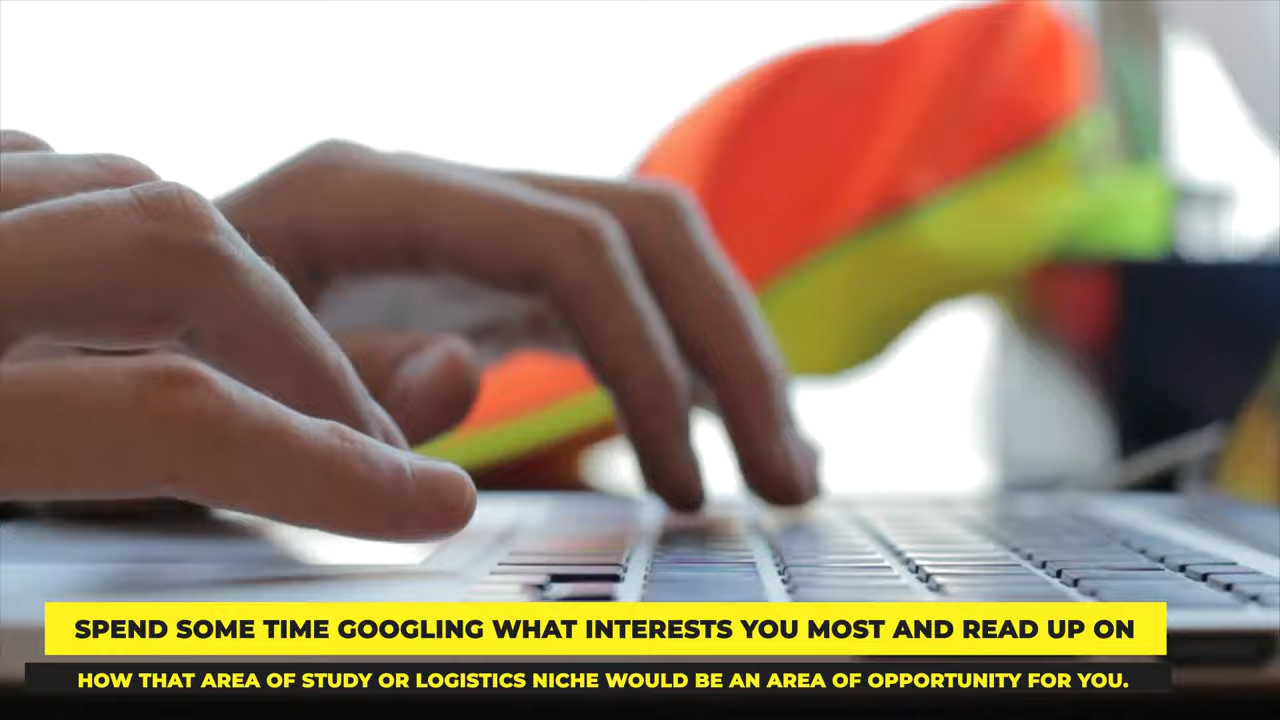 SPEND SOME TIME GOOGLING WHAT INTERESTS YOU MOST AND READ UP ON
HOW THAT AREA OF STUDY OR LOGISTICS NICHE WOULD BE AN AREA OF OPPORTUNITY FOR YOU.